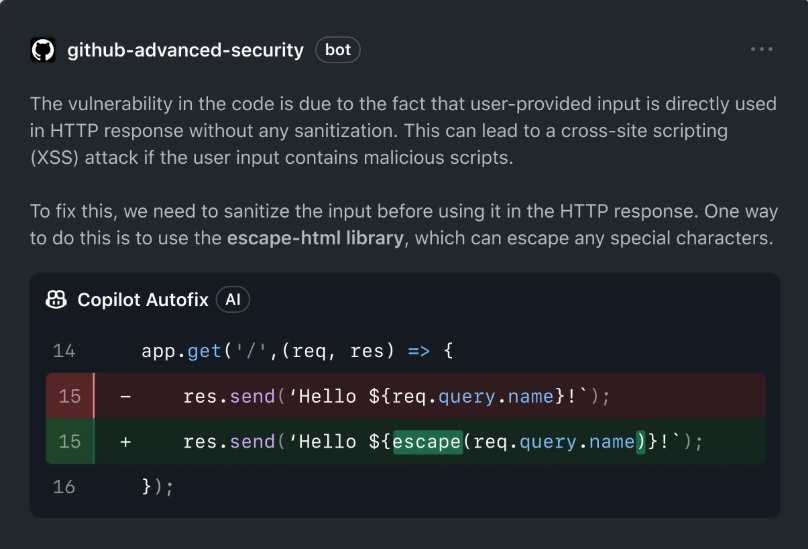 github-advanced-security bot
The vulnerability in the code is due to the fact that user-provided input is directly used
in HTTP response without any sanitization. This can lead to a cross-site scripting
(XSS) attack if the user input contains malicious scripts.
To fix this, we need to sanitize the input before using it in the HTTP response. One way
to do this is to use the escape-html library, which can escape any special characters.
Copilot Autofix AI
14 app.get('/',(req, res) => {
15 - res.send(‘Hello ${req.query.name}!`);
15 + res.send(‘Hello ${escape(req.query.name)}!`);
16 });